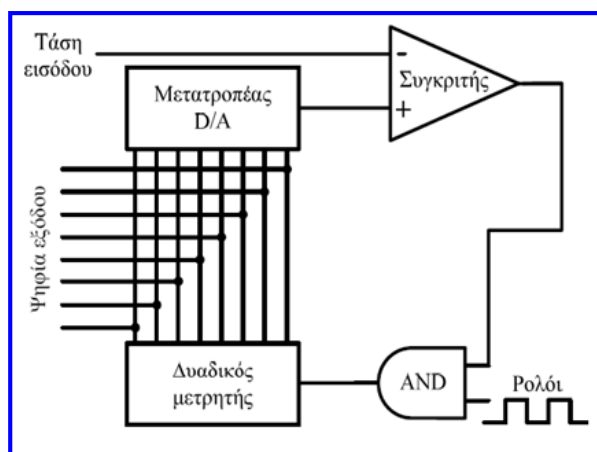 Τάση
εισόδου
Μετατροπέας
D/A
-
Συγκριτής
+
Ψηφία εξόδου
Δυαδικός
μετρητής
AND
Ρολόι